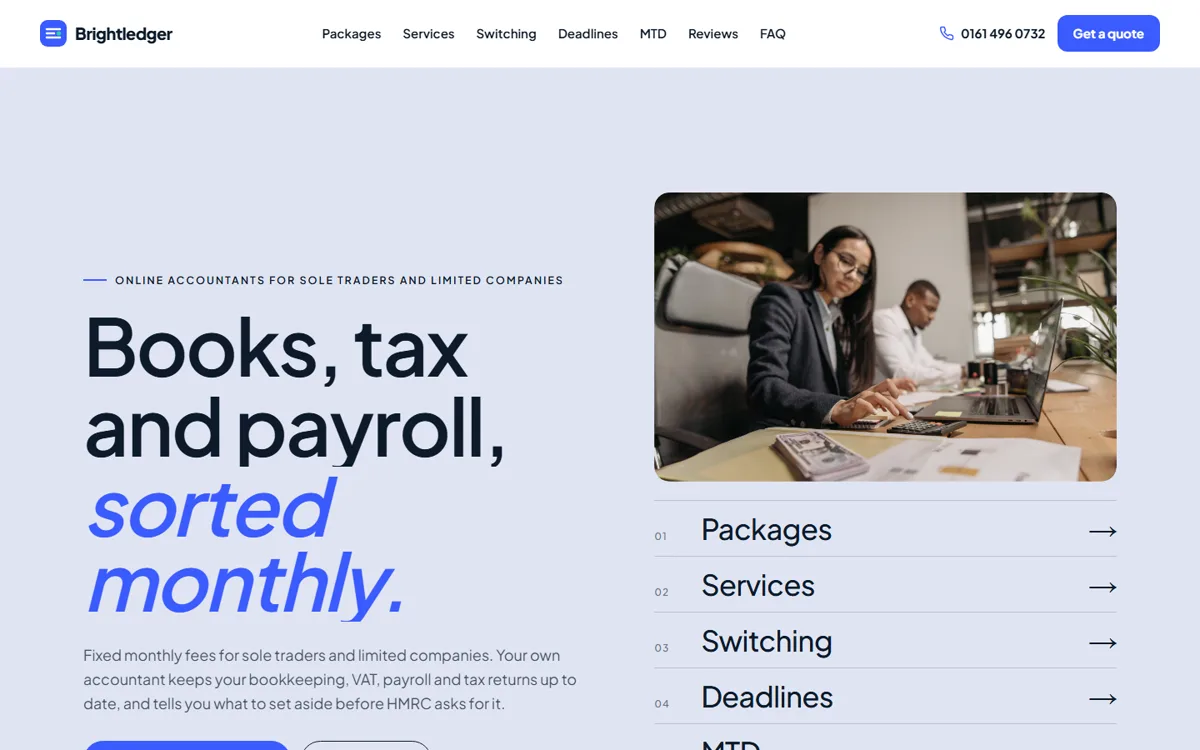 Brightledger
Packages
Services
Switching
Deadlines
MTD
Reviews
FAQ
0161 496 0732
Get a quote
ONLINE ACCOUNTANTS FOR SOLE TRADERS AND LIMITED COMPANIES
Books, tax
and payroll,
sorted
monthly.
Fixed monthly fees for sole traders and limited companies. Your own
accountant keeps your bookkeeping, VAT, payroll and tax returns up to
date, and tells you what to set aside before HMRC asks for it.
01 Packages
02 Services
03 Switching
04 Deadlines
MTD